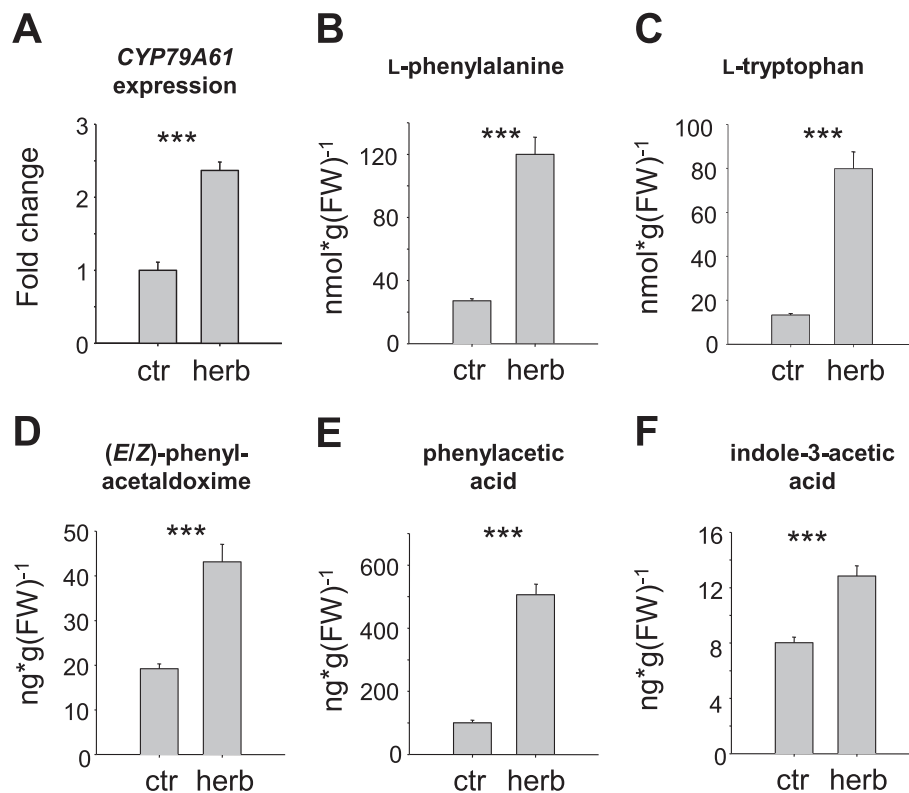 A
CYP79A61
expression
***
Fold change
3
2
1
0
ctr
herb
B
L-phenylalanine
***
nmol*g(FW)-1
120
80
40
0
ctr
herb
C
L-tryptophan
***
nmol*g(FW)-1
100
80
60
40
20
0
ctr
herb
D
(E/Z)-phenyl-
acetaldoxime
***
ng*g(FW)-1
50
40
30
20
10
0
ctr
herb
E
phenylacetic
acid
***
ng*g(FW)-1
600
500
400
200
100
0
ctr
herb
F
indole-3-acetic
acid
***
ng*g(FW)-1
16
12
8
4
0
ctr
herb